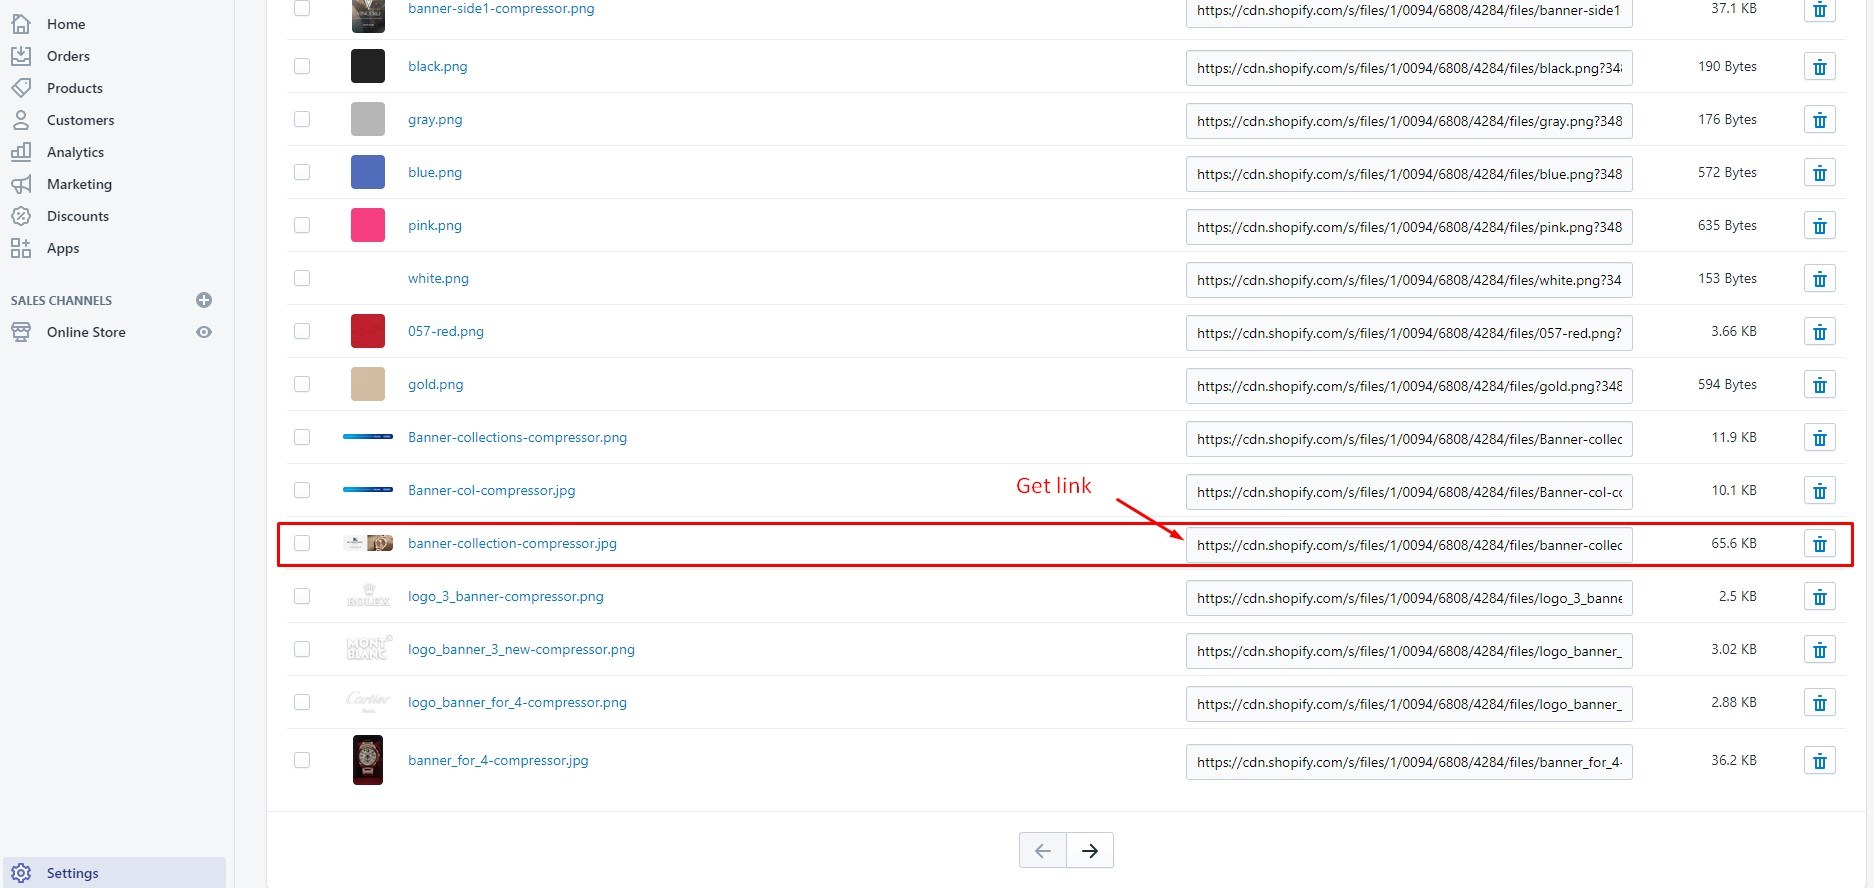 Home
Orders
Products
Customers
Analytics
Marketing
Discounts
Apps
SALES CHANNELS
Online Store
Settings
banner-side1-compressor.png https://cdn.shopify.com/s/files/1/0094/6808/4284/files/banner-side1 37.1 KB
black.png https://cdn.shopify.com/s/files/1/0094/6808/4284/files/black.png?348 190 Bytes
gray.png https://cdn.shopify.com/s/files/1/0094/6808/4284/files/gray.png?348 176 Bytes
blue.png https://cdn.shopify.com/s/files/1/0094/6808/4284/files/blue.png?348 572 Bytes
pink.png https://cdn.shopify.com/s/files/1/0094/6808/4284/files/pink.png?348 635 Bytes
white.png https://cdn.shopify.com/s/files/1/0094/6808/4284/files/white.png?34 153 Bytes
057-red.png https://cdn.shopify.com/s/files/1/0094/6808/4284/files/057-red.png? 3.66 KB
gold.png https://cdn.shopify.com/s/files/1/0094/6808/4284/files/gold.png?348 594 Bytes
Banner-collections-compressor.png https://cdn.shopify.com/s/files/1/0094/6808/4284/files/Banner-collec 11.9 KB
Banner-col-compressor.jpg https://cdn.shopify.com/s/files/1/0094/6808/4284/files/Banner-col-co 10.1 KB
Get link
banner-collection-compressor.jpg https://cdn.shopify.com/s/files/1/0094/6808/4284/files/banner-collec 65.6 KB
ROLEX logo_3_banner-compressor.png https://cdn.shopify.com/s/files/1/0094/6808/4284/files/logo_3_banne 2.5 KB
MONT BLANC logo_banner_3_new-compressor.png https://cdn.shopify.com/s/files/1/0094/6808/4284/files/logo_banner_ 3.02 KB
Cartier logo_banner_for_4-compressor.png https://cdn.shopify.com/s/files/1/0094/6808/4284/files/logo_banner_ 2.88 KB
banner_for_4-compressor.jpg https://cdn.shopify.com/s/files/1/0094/6808/4284/files/banner_for_4- 36.2 KB